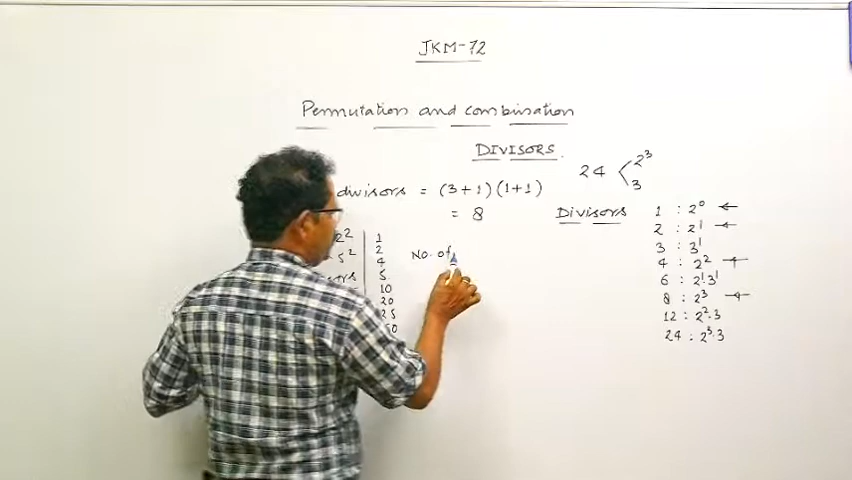 JKM-72
Permutation and combination
DIVISORS.
24 < 2³
3
divisors = (3+1)(1+1)
= 8
Divisors
1 : 2⁰ ←
2 : 2¹ ←
3 : 3¹
4 : 2² ←
6 : 2¹.3¹
8 : 2³ ←
12 : 2².3
24 : 2³.3
2²
5²
1
2
4
5
10
20
25
No. of